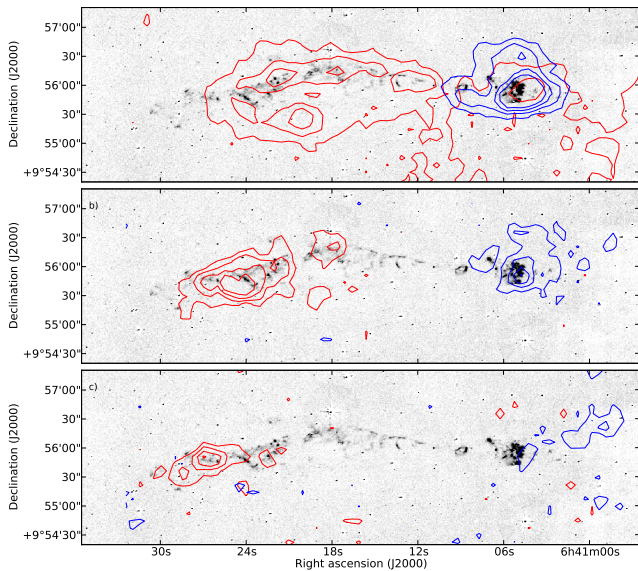 57'00"
30"
56'00"
30"
55'00"
+9°54'30"
Declination (J2000)
b)
57'00"
30"
56'00"
30"
55'00"
+9°54'30"
Declination (J2000)
c)
57'00"
30"
56'00"
30"
55'00"
+9°54'30"
Declination (J2000)
30s 24s 18s 12s 06s 6h41m00s
Right ascension (J2000)